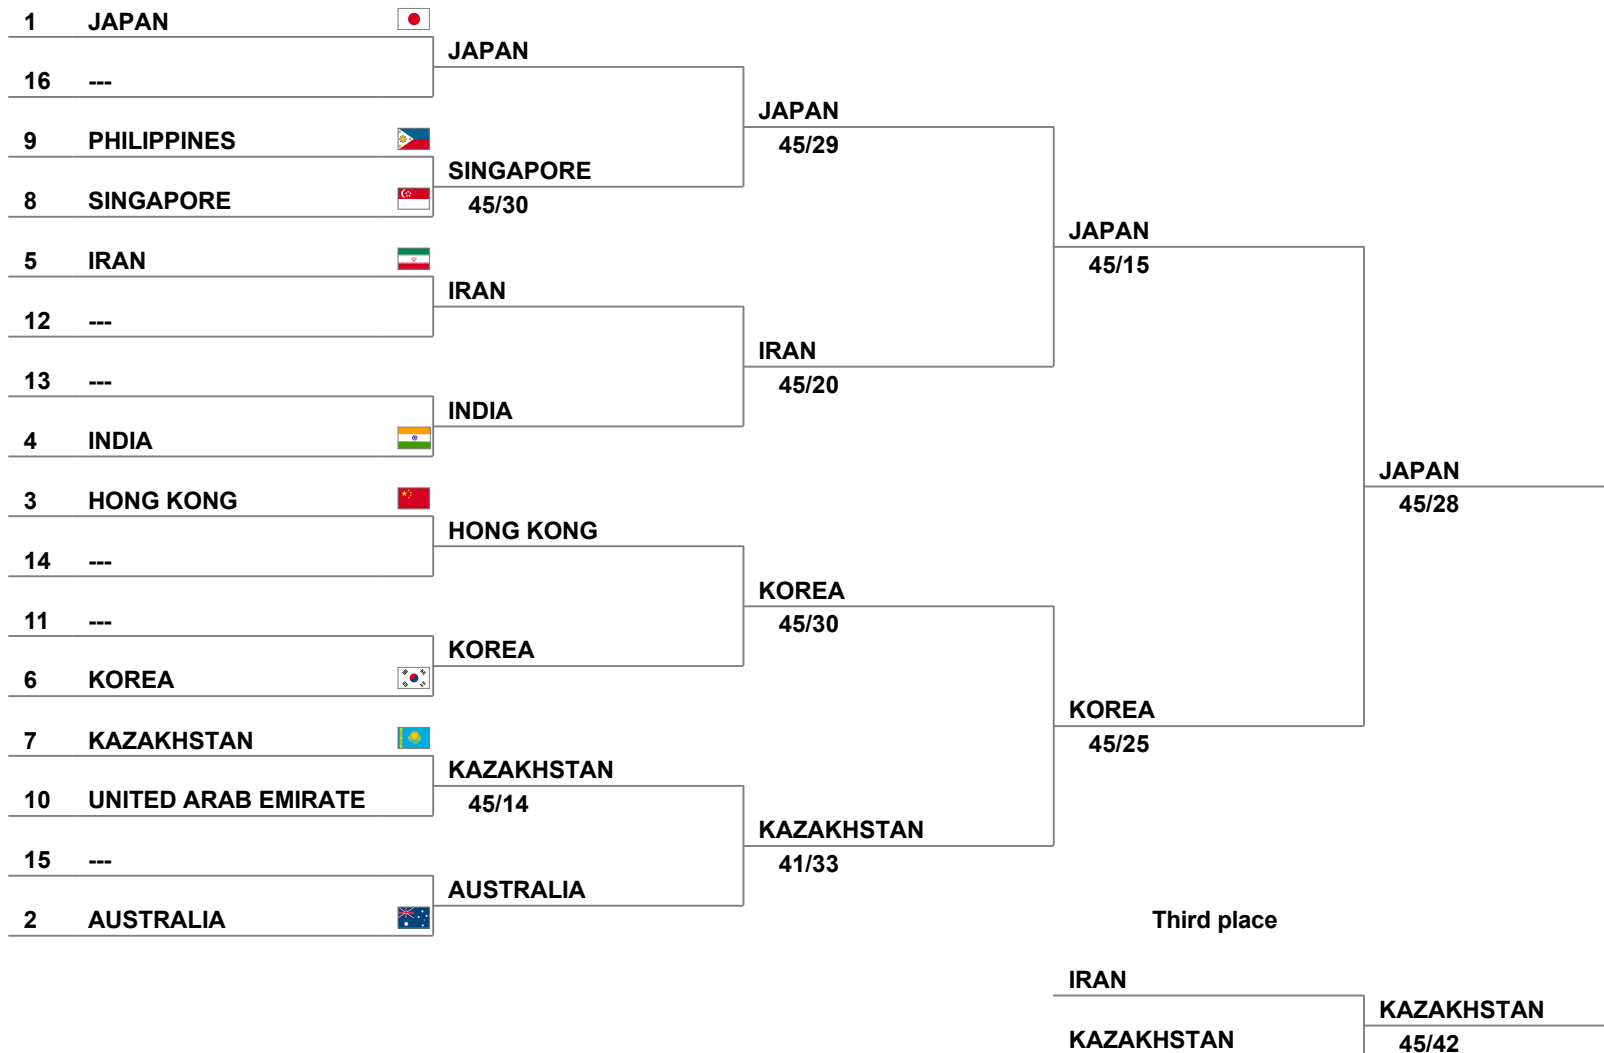 1 JAPAN
JAPAN
16 ---
JAPAN
45/29
9 PHILIPPINES
SINGAPORE
45/30
8 SINGAPORE
JAPAN
45/15
5 IRAN
IRAN
12 ---
IRAN
45/20
13 ---
INDIA
4 INDIA
JAPAN
45/28
3 HONG KONG
HONG KONG
14 ---
KOREA
45/30
11 ---
KOREA
6 KOREA
KOREA
45/25
7 KAZAKHSTAN
KAZAKHSTAN
45/14
10 UNITED ARAB EMIRATE
KAZAKHSTAN
41/33
15 ---
AUSTRALIA
2 AUSTRALIA
Third place
IRAN
KAZAKHSTAN
45/42
KAZAKHSTAN